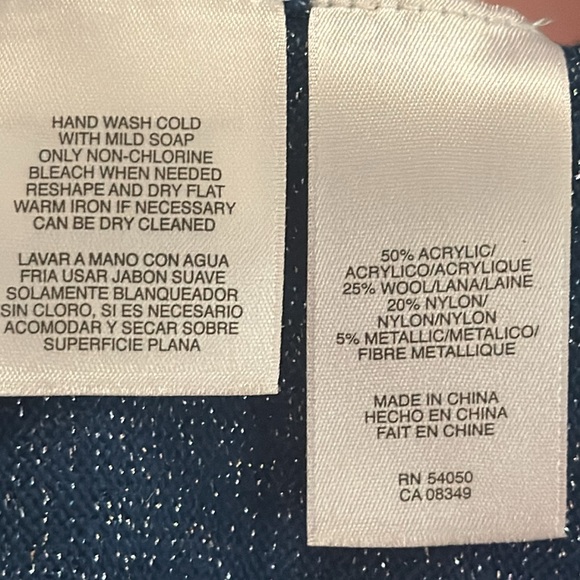 HAND WASH COLD
WITH MILD SOAP
ONLY NON-CHLORINE
BLEACH WHEN NEEDED
RESHAPE AND DRY FLAT
WARM IRON IF NECESSARY
CAN BE DRY CLEANED
LAVAR A MANO CON AGUA
FRIA USAR JABON SUAVE
SOLAMENTE BLANQUEADOR
SIN CLORO, SI ES NECESARIO
ACOMODAR Y SECAR SOBRE
SUPERFICIE PLANA
50% ACRYLIC/
ACRYLICO/ACRYLIQUE
25% WOOL/LANA/LAINE
20% NYLON/
NYLON/NYLON
5% METALLIC/METALICO/
FIBRE METALLIQUE
MADE IN CHINA
HECHO EN CHINA
FAIT EN CHINE
RN 54050
CA 08349